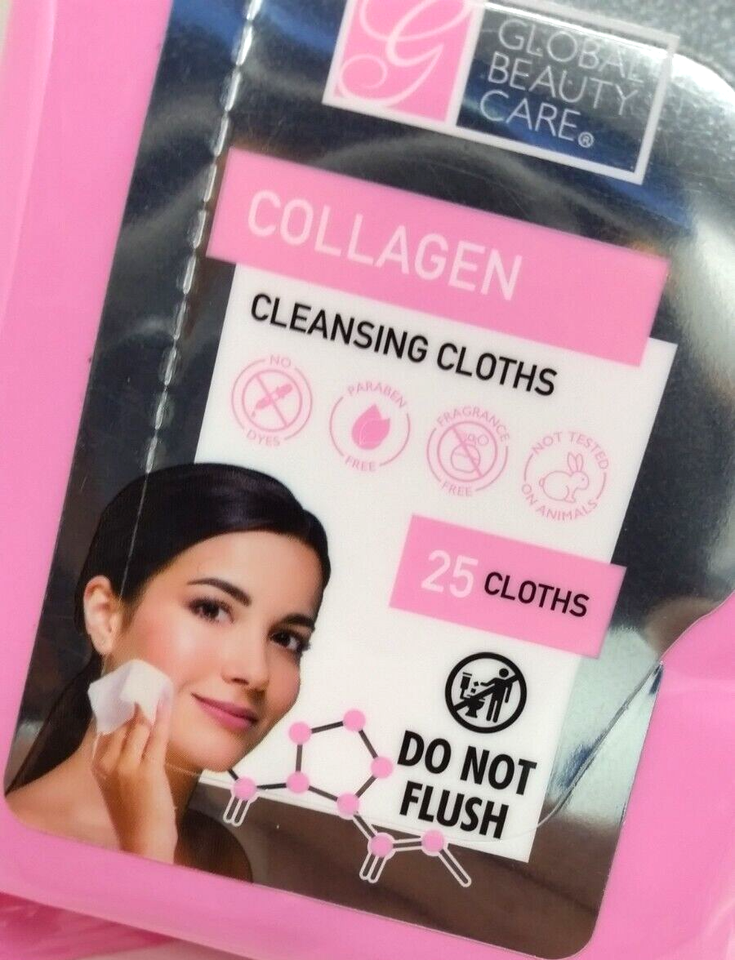 G
GLOBAL
BEAUTY
CARE®
COLLAGEN
CLEANSING CLOTHS
NO DYES
PARABEN FREE
FRAGRANCE FREE
NOT TESTED ON ANIMALS
25 CLOTHS
DO NOT
FLUSH